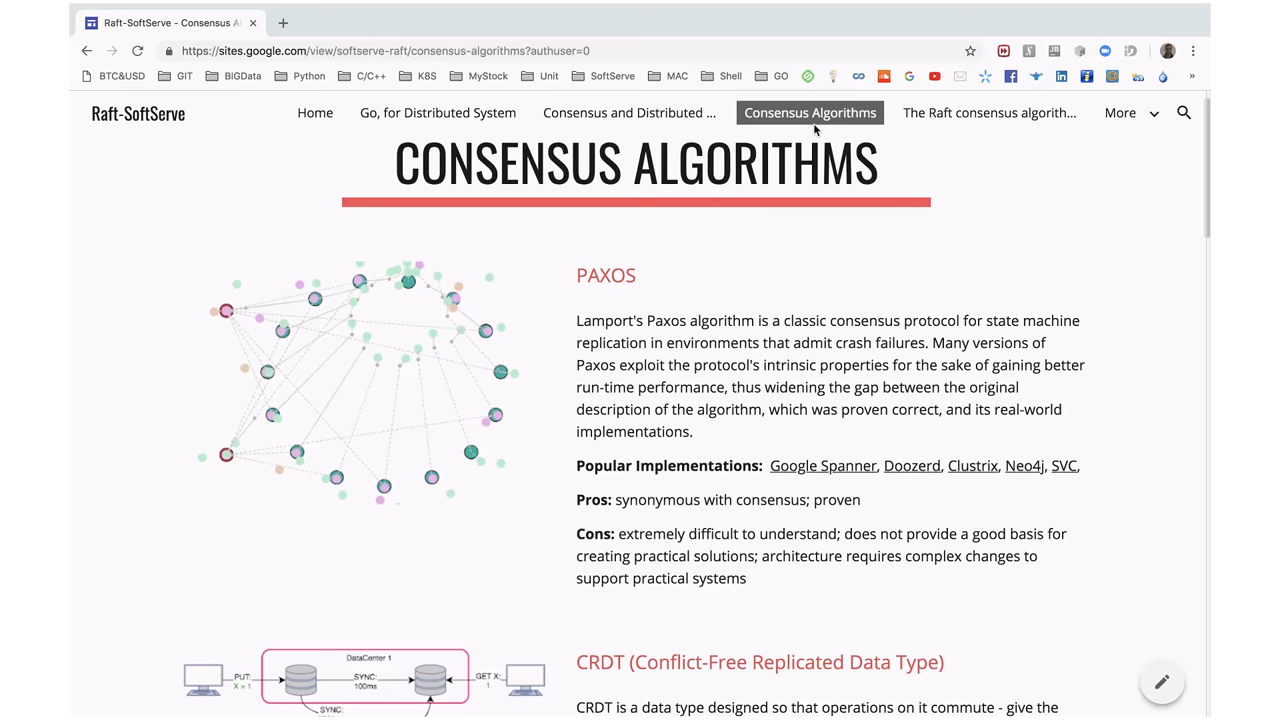 Raft-SoftServe - Consensus Al
https://sites.google.com/view/softserve-raft/consensus-algorithms?authuser=0
BTC&USD GIT BIGData Python C/C++ K8S MyStock Unit SoftServe MAC Shell GO
Raft-SoftServe Home Go, for Distributed System Consensus and Distributed ... Consensus Algorithms The Raft consensus algorith... More
CONSENSUS ALGORITHMS
PAXOS
Lamport's Paxos algorithm is a classic consensus protocol for state machine
replication in environments that admit crash failures. Many versions of
Paxos exploit the protocol's intrinsic properties for the sake of gaining better
run-time performance, thus widening the gap between the original
description of the algorithm, which was proven correct, and its real-world
implementations.
Popular Implementations: Google Spanner, Doozerd, Clustrix, Neo4j, SVC,
Pros: synonymous with consensus; proven
Cons: extremely difficult to understand; does not provide a good basis for
creating practical solutions; architecture requires complex changes to
support practical systems
DataCenter 1
PUT:
X = 1
SYNC:
100ms
GET X:
1
SYNC:
CRDT (Conflict-Free Replicated Data Type)
CRDT is a data type designed so that operations on it commute - give the